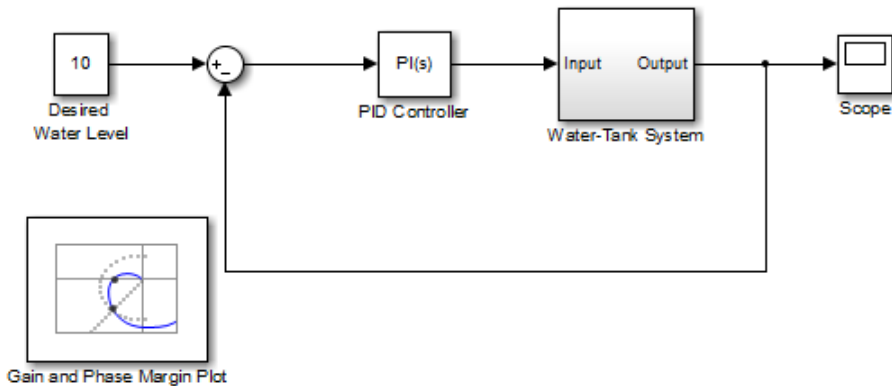 10
Desired
Water Level
+
−
PI(s)
PID Controller
Input
Output
Water-Tank System
Scope
Gain and Phase Margin Plot